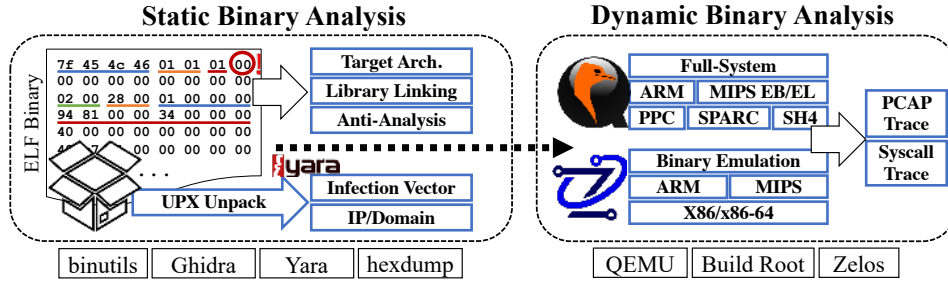 Static Binary Analysis
ELF Binary
7f 45 4c 46 01 01 01 00 !
00 00 00 00 00 00 00 00
02 00 28 00 01 00 00 00
94 81 00 00 34 00 00 00
40 00 00 00 00 00
00 00 00
...
Target Arch.
Library Linking
Anti-Analysis
yara
UPX Unpack
Infection Vector
IP/Domain
binutils
Ghidra
Yara
hexdump
Dynamic Binary Analysis
Full-System
ARM MIPS EB/EL
PPC SPARC SH4
Binary Emulation
ARM MIPS
X86/x86-64
PCAP
Trace
Syscall
Trace
QEMU
Build Root
Zelos